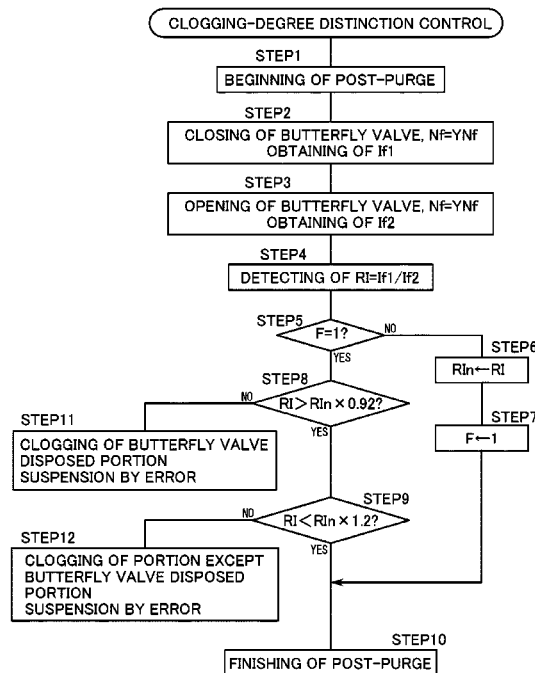 CLOGGING-DEGREE DISTINCTION CONTROL
STEP1
BEGINNING OF POST-PURGE
STEP2
CLOSING OF BUTTERFLY VALVE, Nf=YNf
OBTAINING OF If1
STEP3
OPENING OF BUTTERFLY VALVE, Nf=YNf
OBTAINING OF If2
STEP4
DETECTING OF RI=If1/If2
STEP5
F=1?
NO
YES
STEP6
RIn←RI
STEP7
F←1
STEP8
RI>RIn×0.92?
NO
YES
STEP11
CLOGGING OF BUTTERFLY VALVE
DISPOSED PORTION
SUSPENSION BY ERROR
STEP9
RI<RIn×1.2?
NO
YES
STEP12
CLOGGING OF PORTION EXCEPT
BUTTERFLY VALVE DISPOSED
PORTION
SUSPENSION BY ERROR
STEP10
FINISHING OF POST-PURGE